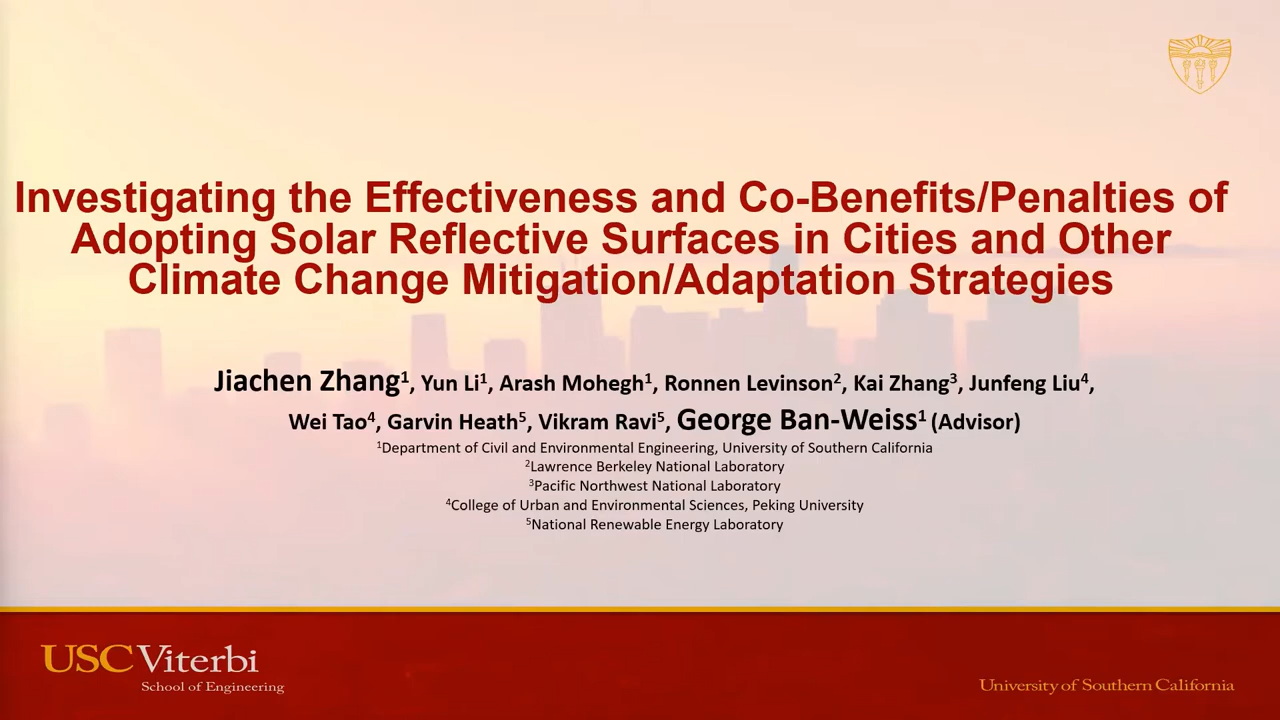 Investigating the Effectiveness and Co-Benefits/Penalties of
Adopting Solar Reflective Surfaces in Cities and Other
Climate Change Mitigation/Adaptation Strategies
Jiachen Zhang¹, Yun Li¹, Arash Mohegh¹, Ronnen Levinson², Kai Zhang³, Junfeng Liu⁴,
Wei Tao⁴, Garvin Heath⁵, Vikram Ravi⁵, George Ban-Weiss¹ (Advisor)
¹Department of Civil and Environmental Engineering, University of Southern California
²Lawrence Berkeley National Laboratory
³Pacific Northwest National Laboratory
⁴College of Urban and Environmental Sciences, Peking University
⁵National Renewable Energy Laboratory
USC Viterbi
School of Engineering
University of Southern California